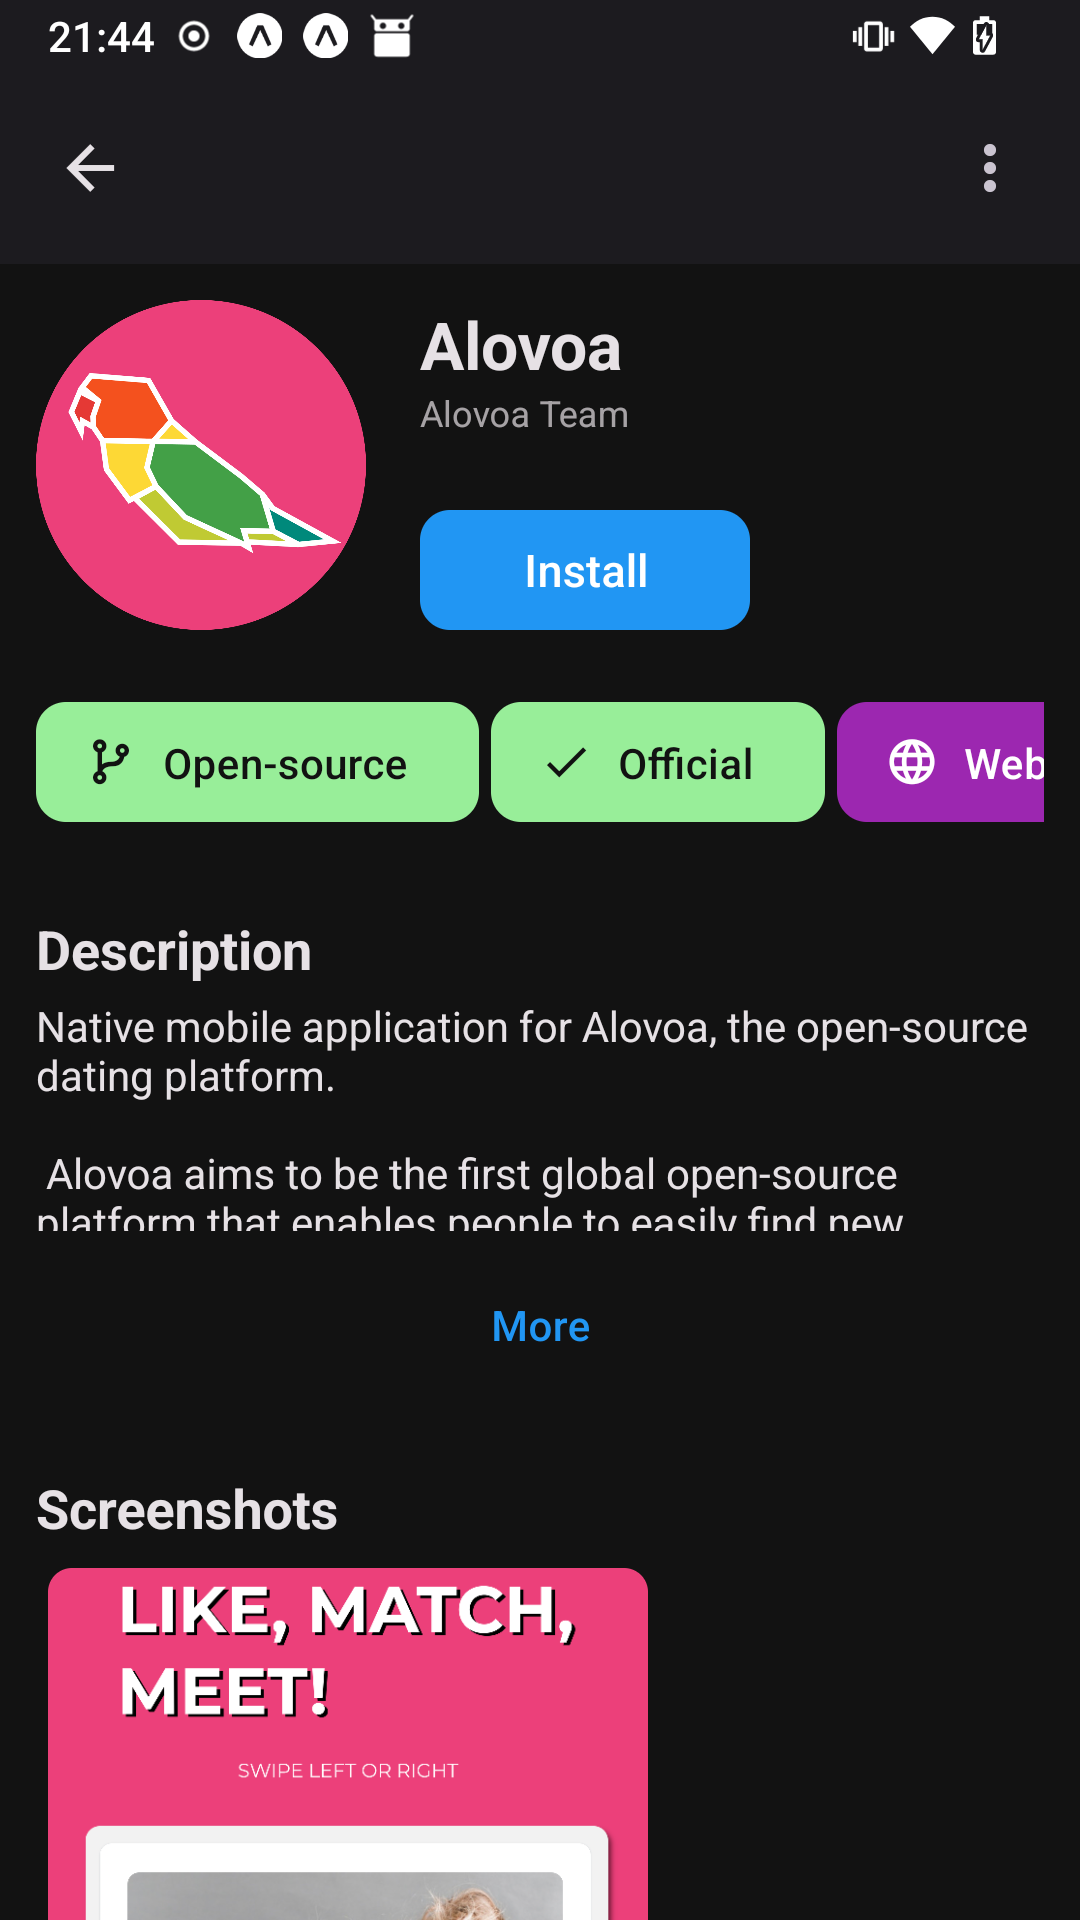 21:44
Alovoa
Alovoa Team
Install
Open-source
Official
Web
Description
Native mobile application for Alovoa, the open-source
dating platform.
Alovoa aims to be the first global open-source
platform that enables people to easily find new
More
Screenshots
LIKE, MATCH,
MEET!
SWIPE LEFT OR RIGHT